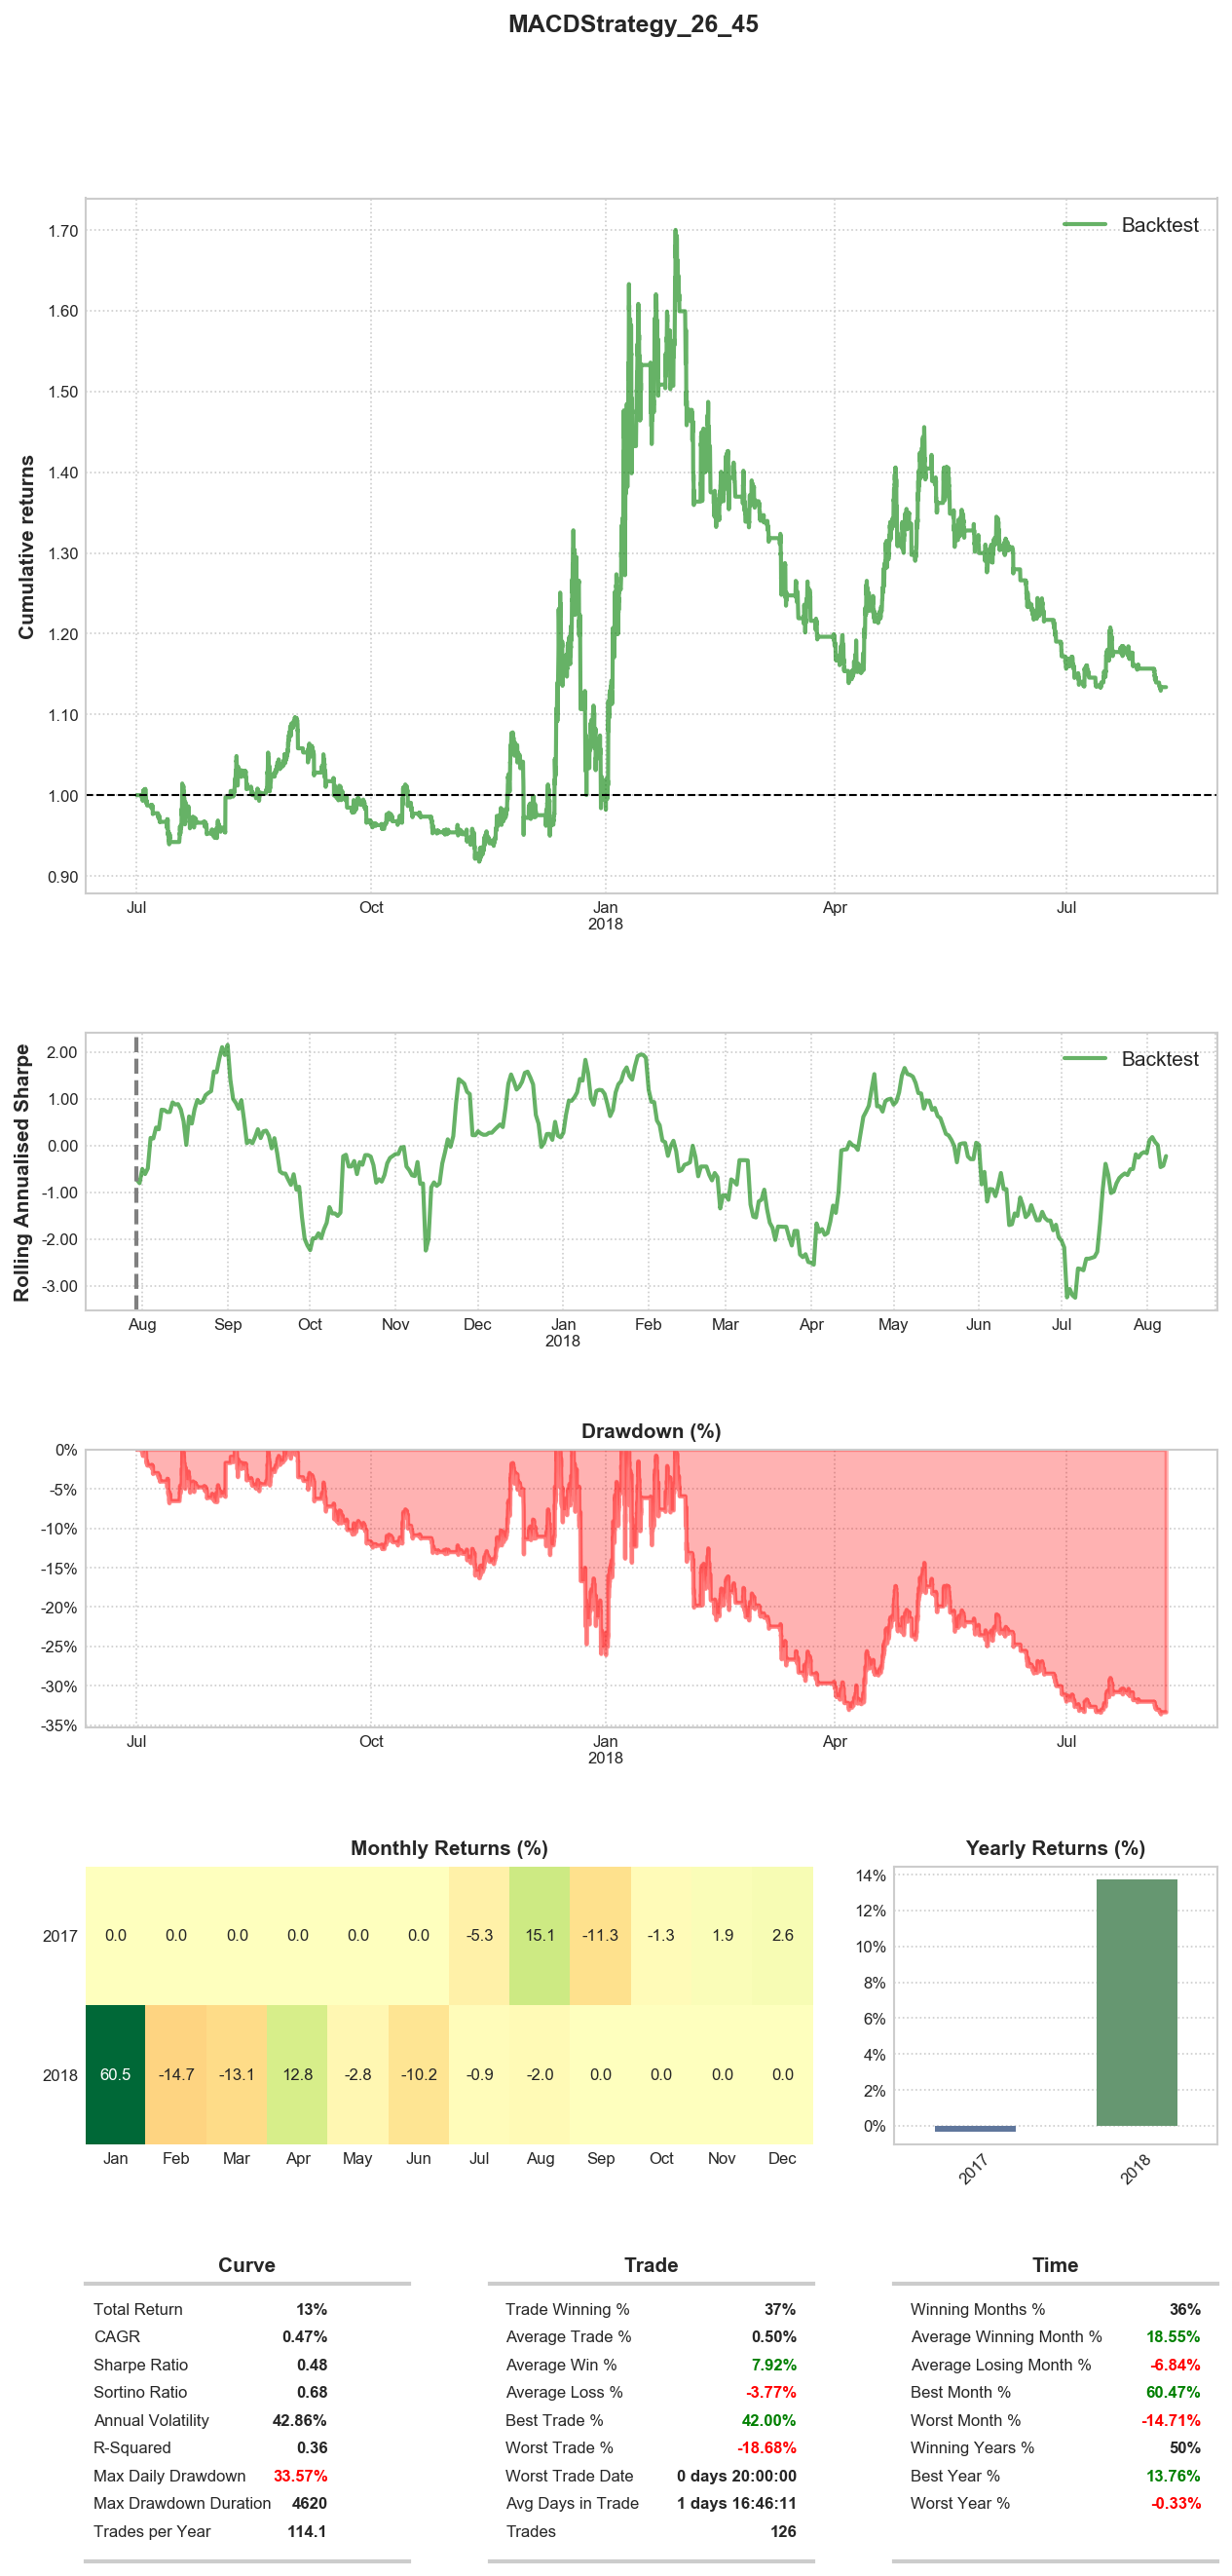 MACDStrategy_26_45
Cumulative returns
1.70
1.60
1.50
1.40
1.30
1.20
1.10
1.00
0.90
Backtest
Jul Oct Jan Apr Jul
2018
Rolling Annualised Sharpe
2.00
1.00
0.00
-1.00
-2.00
-3.00
Backtest
Aug Sep Oct Nov Dec Jan Feb Mar Apr May Jun Jul Aug
2018
Drawdown (%)
0%
-5%
-10%
-15%
-20%
-25%
-30%
-35%
Jul Oct Jan Apr Jul
2018
Monthly Returns (%)
2017 0.0 0.0 0.0 0.0 0.0 0.0 -5.3 15.1 -11.3 -1.3 1.9 2.6
2018 60.5 -14.7 -13.1 12.8 -2.8 -10.2 -0.9 -2.0 0.0 0.0 0.0 0.0
Jan Feb Mar Apr May Jun Jul Aug Sep Oct Nov Dec
Yearly Returns (%)
14%
12%
10%
8%
6%
4%
2%
0%
2017 2018
Curve
Total Return 13%
CAGR 0.47%
Sharpe Ratio 0.48
Sortino Ratio 0.68
Annual Volatility 42.86%
R-Squared 0.36
Max Daily Drawdown 33.57%
Max Drawdown Duration 4620
Trades per Year 114.1
Trade
Trade Winning % 37%
Average Trade % 0.50%
Average Win % 7.92%
Average Loss % -3.77%
Best Trade % 42.00%
Worst Trade % -18.68%
Worst Trade Date 0 days 20:00:00
Avg Days in Trade 1 days 16:46:11
Trades 126
Time
Winning Months % 36%
Average Winning Month % 18.55%
Average Losing Month % -6.84%
Best Month % 60.47%
Worst Month % -14.71%
Winning Years % 50%
Best Year % 13.76%
Worst Year % -0.33%